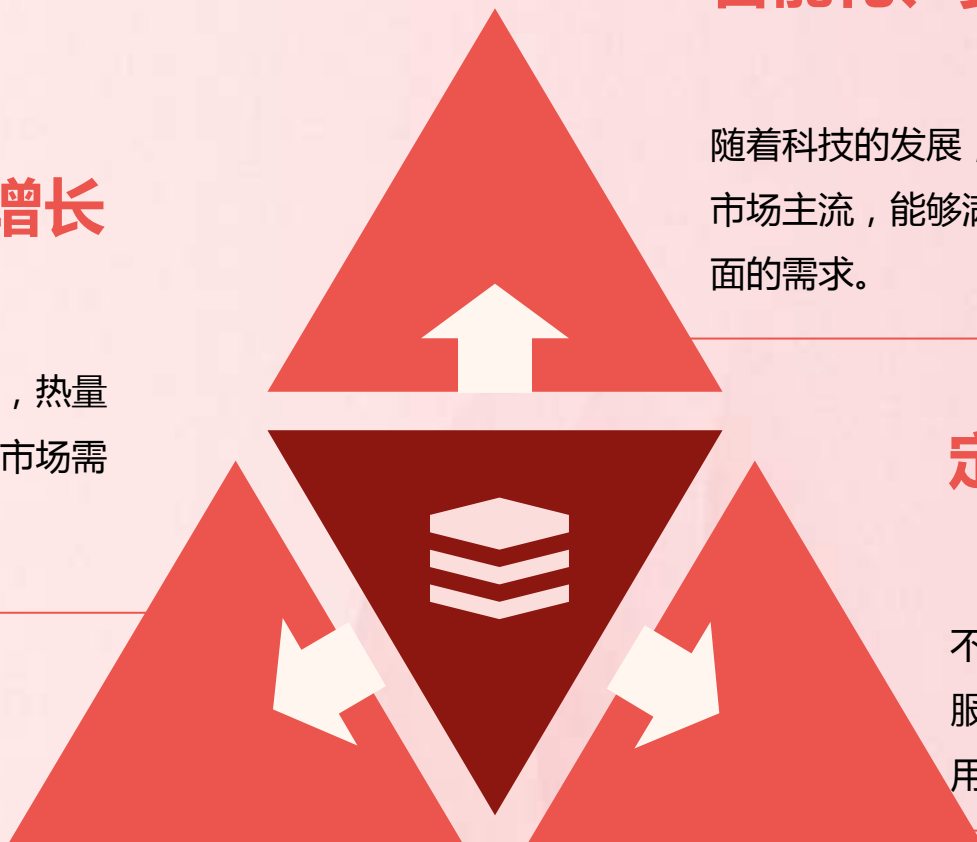 增长
，热量
市场需
随着科技的发展，
市场主流，能够满
面的需求。
定
不
服
用